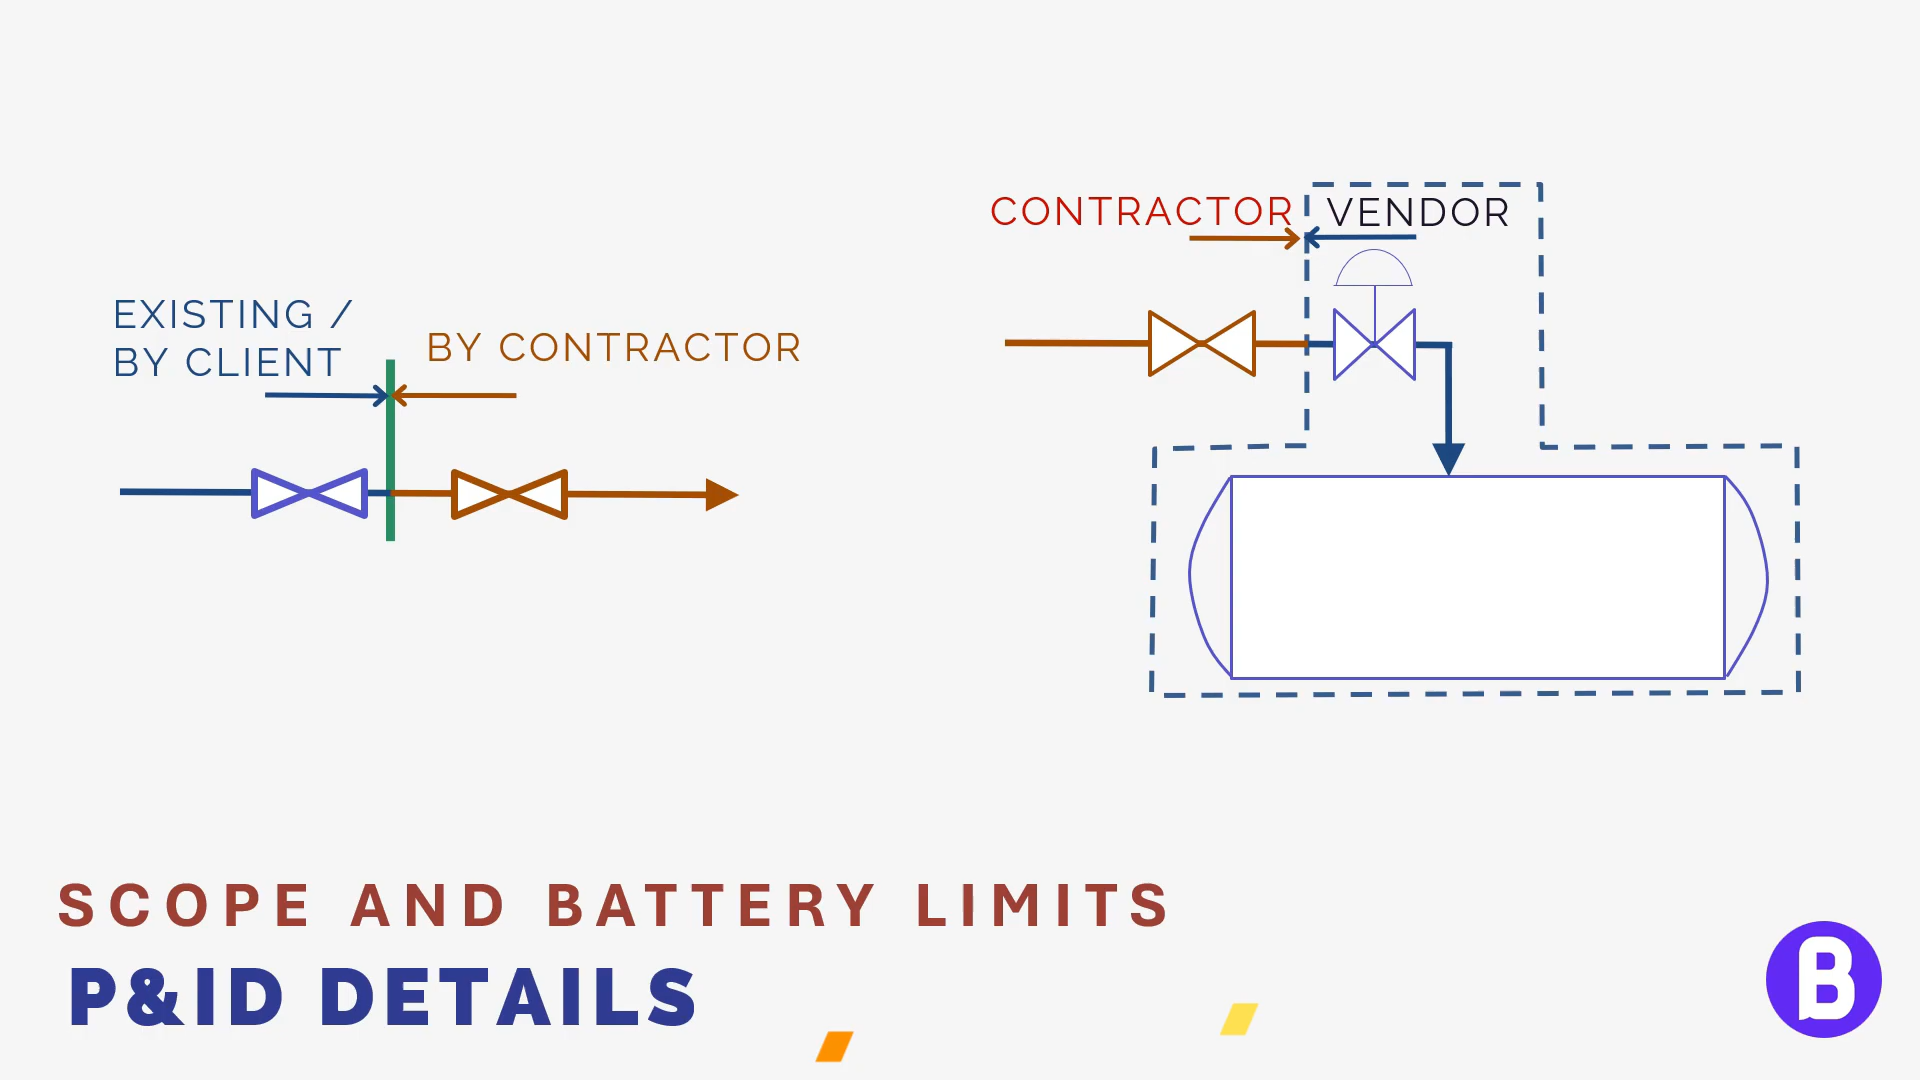 CONTRACTOR VENDOR
EXISTING /
BY CLIENT
BY CONTRACTOR
SCOPE AND BATTERY LIMITS
P&ID DETAILS
B